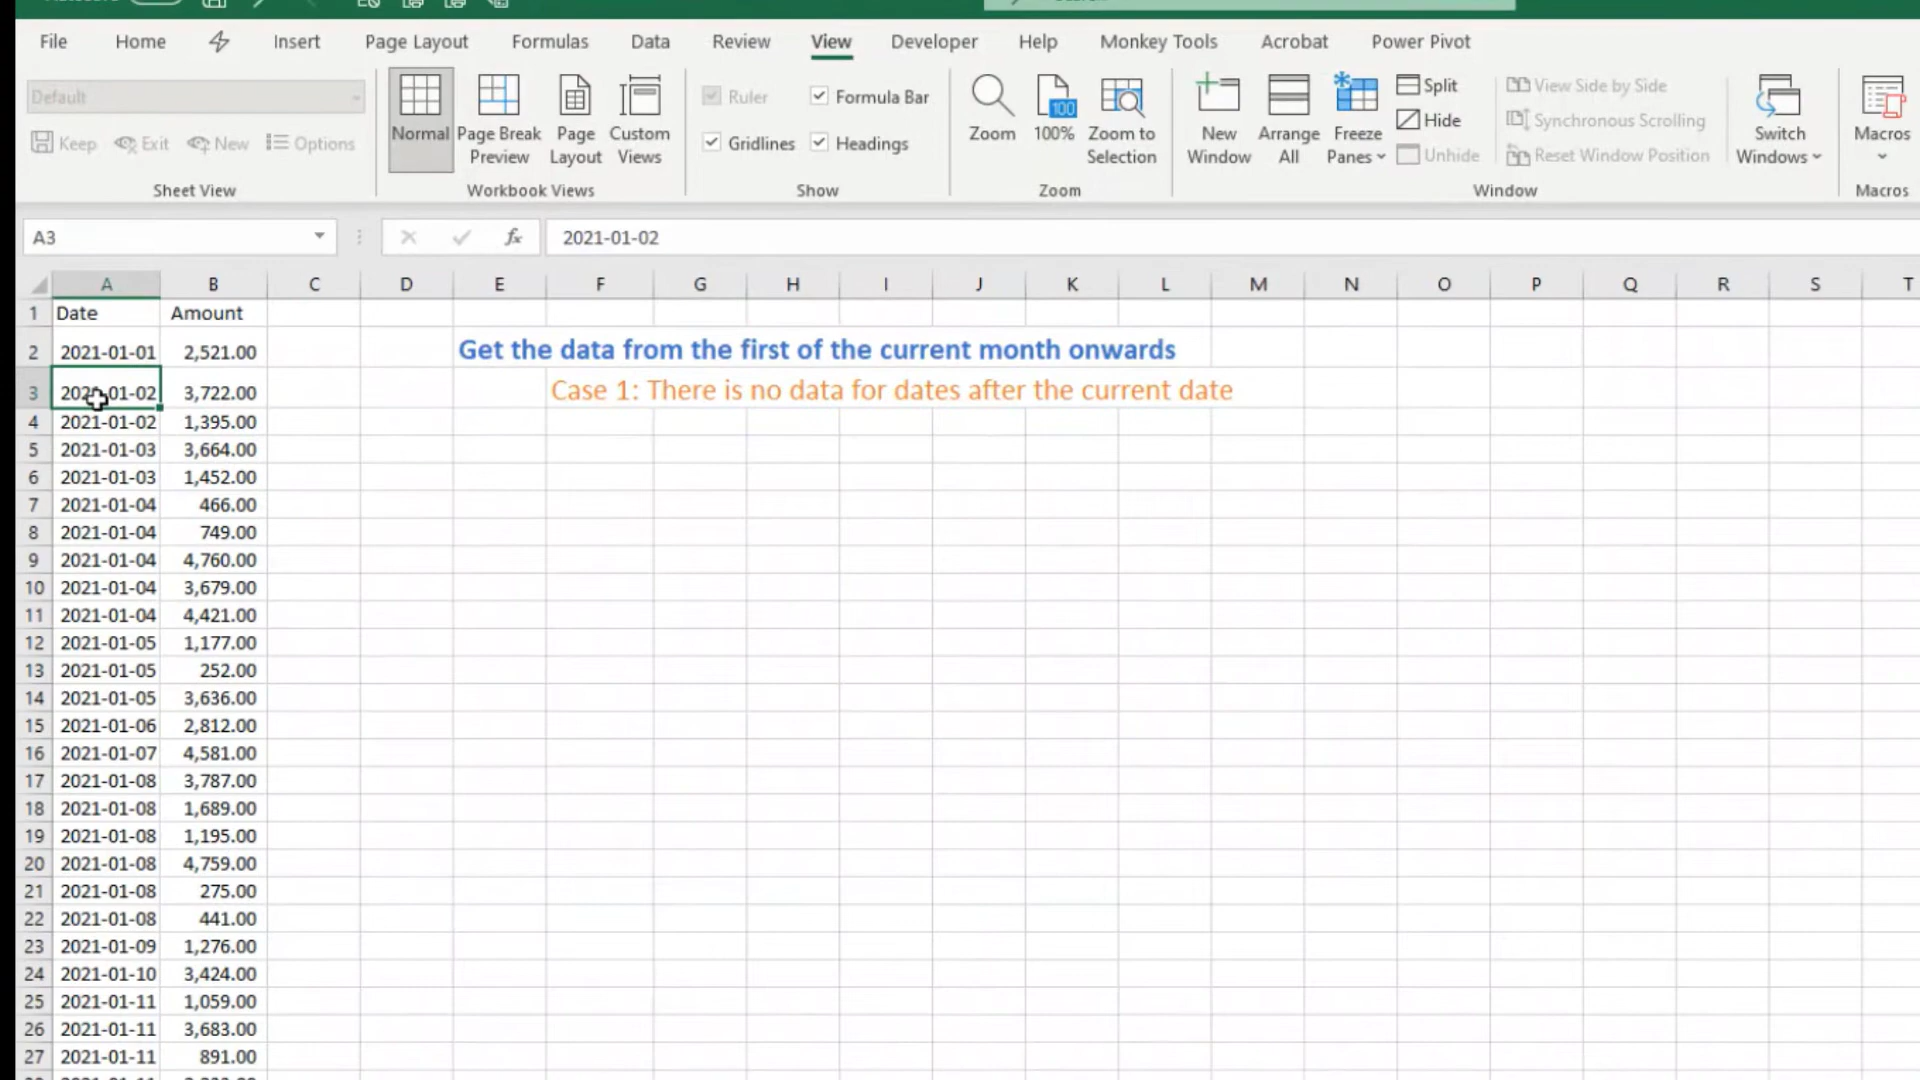 File Home Insert Page Layout Formulas Data Review View Developer Help Monkey Tools Acrobat Power Pivot
Default
Keep Exit New Options
Sheet View
Normal
Page Break Preview
Page Layout
Custom Views
Workbook Views
Ruler Formula Bar
Gridlines Headings
Show
Zoom
100
100%
Zoom to Selection
Zoom
New Window
Arrange All
Freeze Panes
Split
Hide
Unhide
View Side by Side
Synchronous Scrolling
Reset Window Position
Window
Switch Windows
Macros
Macros
A3 fx 2021-01-02
A B C D E F G H I J K L M N O P Q R S T
1 Date Amount
2 2021-01-01 2,521.00 Get the data from the first of the current month onwards
3 2021-01-02 3,722.00 Case 1: There is no data for dates after the current date
4 2021-01-02 1,395.00
5 2021-01-03 3,664.00
6 2021-01-03 1,452.00
7 2021-01-04 466.00
8 2021-01-04 749.00
9 2021-01-04 4,760.00
10 2021-01-04 3,679.00
11 2021-01-04 4,421.00
12 2021-01-05 1,177.00
13 2021-01-05 252.00
14 2021-01-05 3,636.00
15 2021-01-06 2,812.00
16 2021-01-07 4,581.00
17 2021-01-08 3,787.00
18 2021-01-08 1,689.00
19 2021-01-08 1,195.00
20 2021-01-08 4,759.00
21 2021-01-08 275.00
22 2021-01-08 441.00
23 2021-01-09 1,276.00
24 2021-01-10 3,424.00
25 2021-01-11 1,059.00
26 2021-01-11 3,683.00
27 2021-01-11 891.00